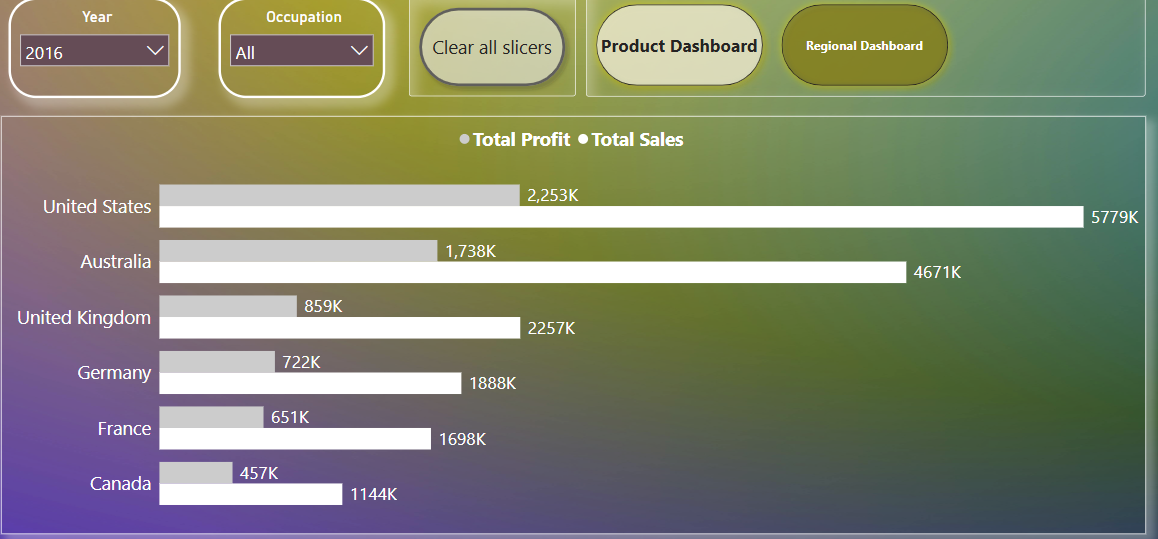 Year
Occupation
2016
All
Clear all slicers
Product Dashboard
Regional Dashboard
Total Profit
Total Sales
United States
2,253K
5779K
Australia
1,738K
4671K
United Kingdom
859K
2257K
Germany
722K
1888K
France
651K
1698K
Canada
457K
1144K